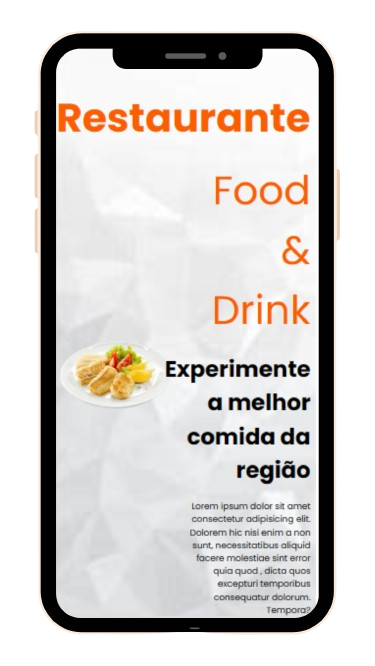 Restaurante
Food
&
Drink
Experimente
a melhor
comida da
região
Lorem ipsum dolor sit amet
consectetur adipisicing elit.
Dolorem hic nisi enim a non
sunt, necessitatibus aliquid
facere molestiae sint error
quia quod , dicta quos
excepturi temporibus
consequatur dolorum.
Tempora?